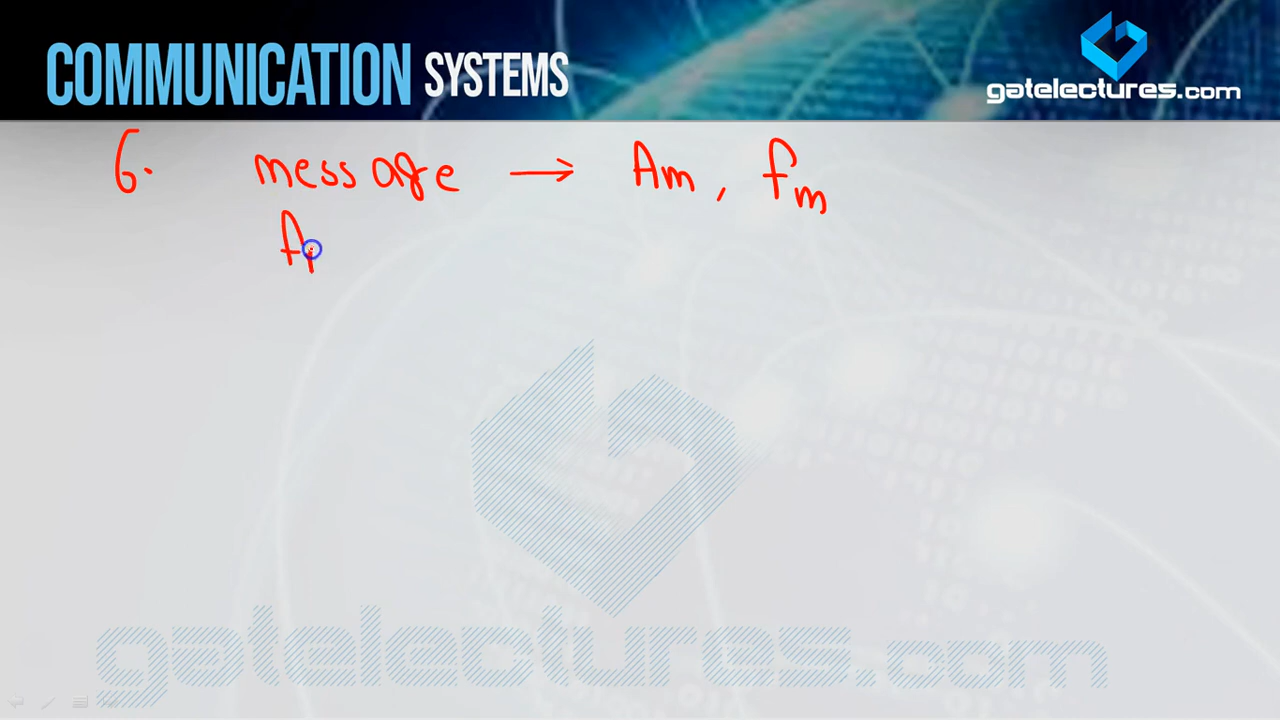 COMMUNICATION SYSTEMS
gatelectures.com
6. message → Am, fm
A
gatelectures.com